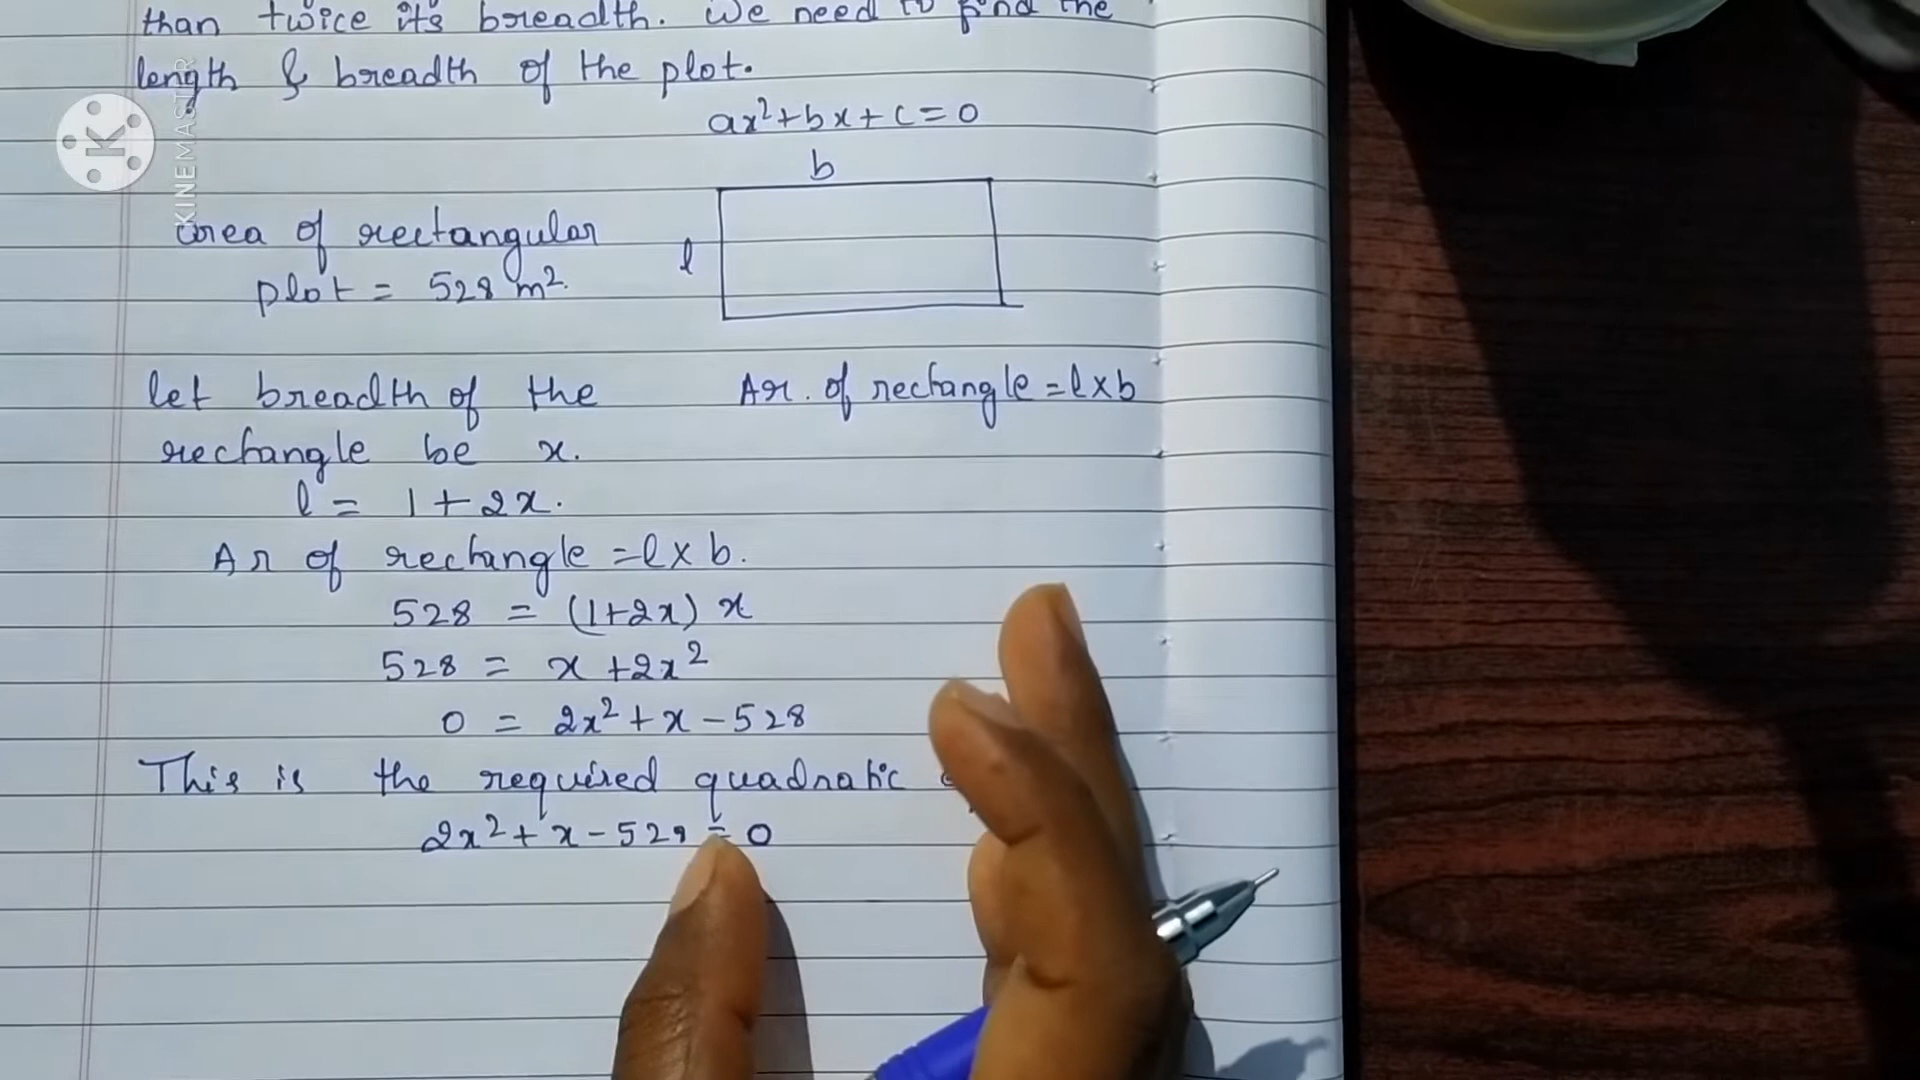 than twice its breadth. We need to find the
length & breadth of the plot.
ax²+bx+c=0
b
area of rectangular
plot = 528 m².
l
let breadth of the
rectangle be x.
Ar. of rectangle = l×b
l = 1+2x.
Ar of rectangle = l×b.
528 = (1+2x) x
528 = x +2x²
0 = 2x²+x-528
This is the required quadratic
2x²+x-528=0
K
KINEMASTER